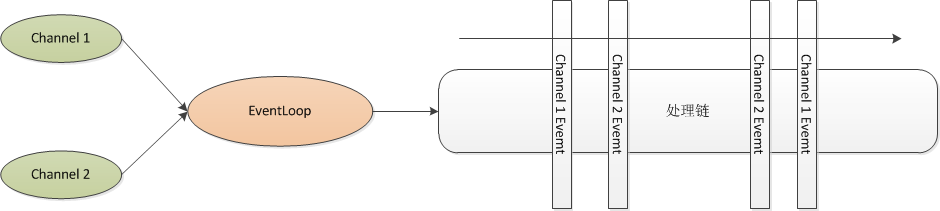 Channel 1
Channel 2
EventLoop
处理链
Channel 1 Evemt
Channel 2 Evemt
Channel 2 Evemt
Channel 1 Evemt